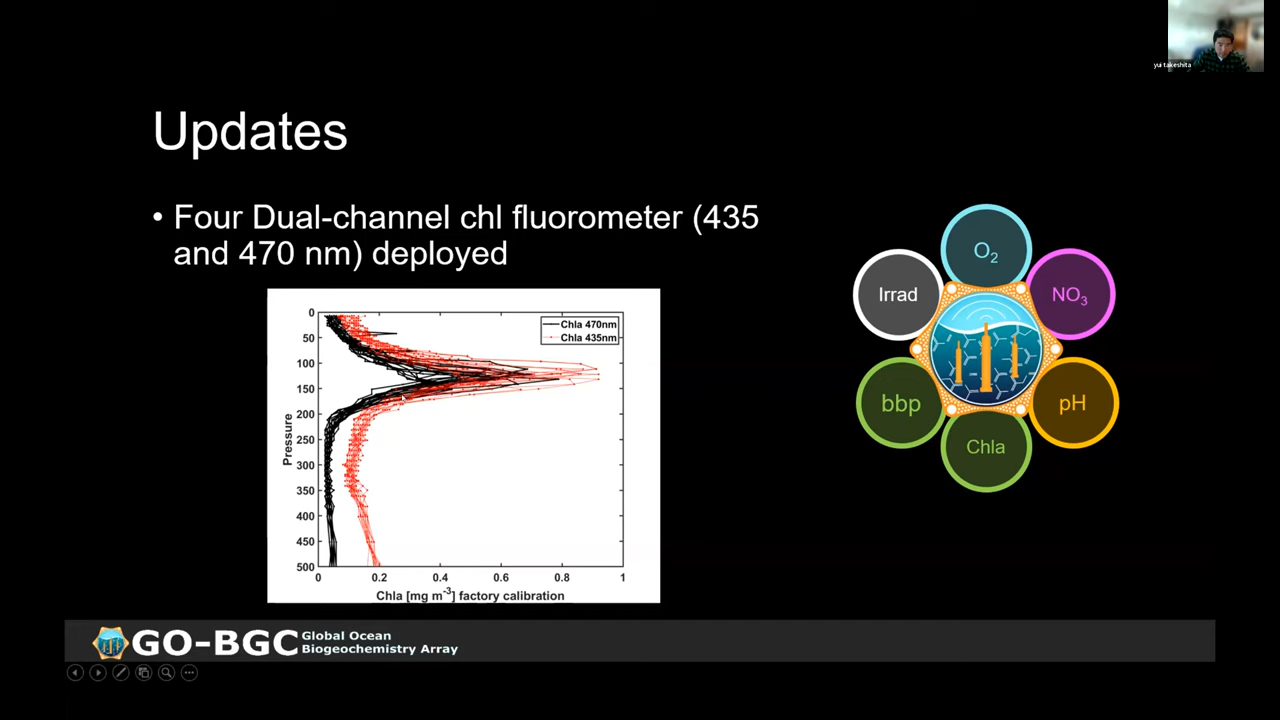 yui takeshita
Updates
• Four Dual-channel chl fluorometer (435
and 470 nm) deployed
0
50
100
150
200
250
300
350
400
450
500
Pressure
Chla 470nm
Chla 435nm
0 0.2 0.4 0.6 0.8 1
Chla [mg m⁻³] factory calibration
O₂
Irrad
NO₃
bbp
pH
Chla
GO-BGC
Global Ocean
Biogeochemistry Array